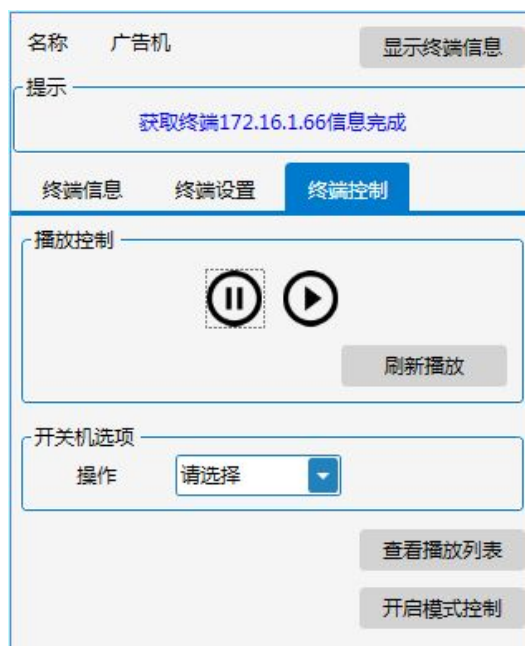 名称 广告机 显示终端信息
提示
获取终端172.16.1.66信息完成
终端信息 终端设置 终端控制
播放控制
刷新播放
开关机选项
操作 请选择
查看播放列表
开启模式控制